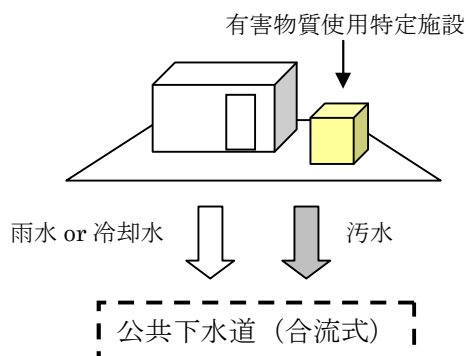 有害物質使用特定施設
雨水 or 冷却水
汚水
公共下水道（合流式）